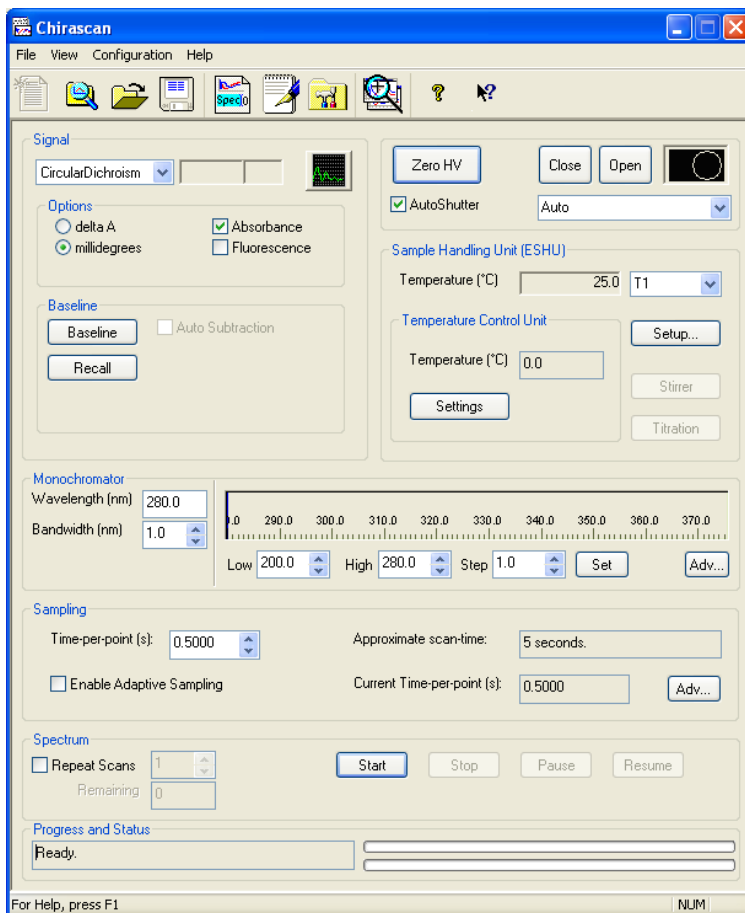 Chirascan
File View Configuration Help
Spec
Signal
CircularDichroism
Options
delta A
Absorbance
millidegrees
Fluorescence
Baseline
Baseline
Auto Subtraction
Recall
Zero HV
Close
Open
AutoShutter
Auto
Sample Handling Unit (ESHU)
Temperature (°C) 25.0 T1
Temperature Control Unit
Temperature (°C) 0.0
Settings
Setup...
Stirrer
Titration
Monochromator
Wavelength (nm) 280.0
Bandwidth (nm) 1.0
.0 290.0 300.0 310.0 320.0 330.0 340.0 350.0 360.0 370.0
Low 200.0 High 280.0 Step 1.0 Set Adv...
Sampling
Time-per-point (s): 0.5000
Approximate scan-time: 5 seconds.
Enable Adaptive Sampling
Current Time-per-point (s): 0.5000 Adv...
Spectrum
Repeat Scans 1
Remaining 0
Start Stop Pause Resume
Progress and Status
Ready.
For Help, press F1
NUM